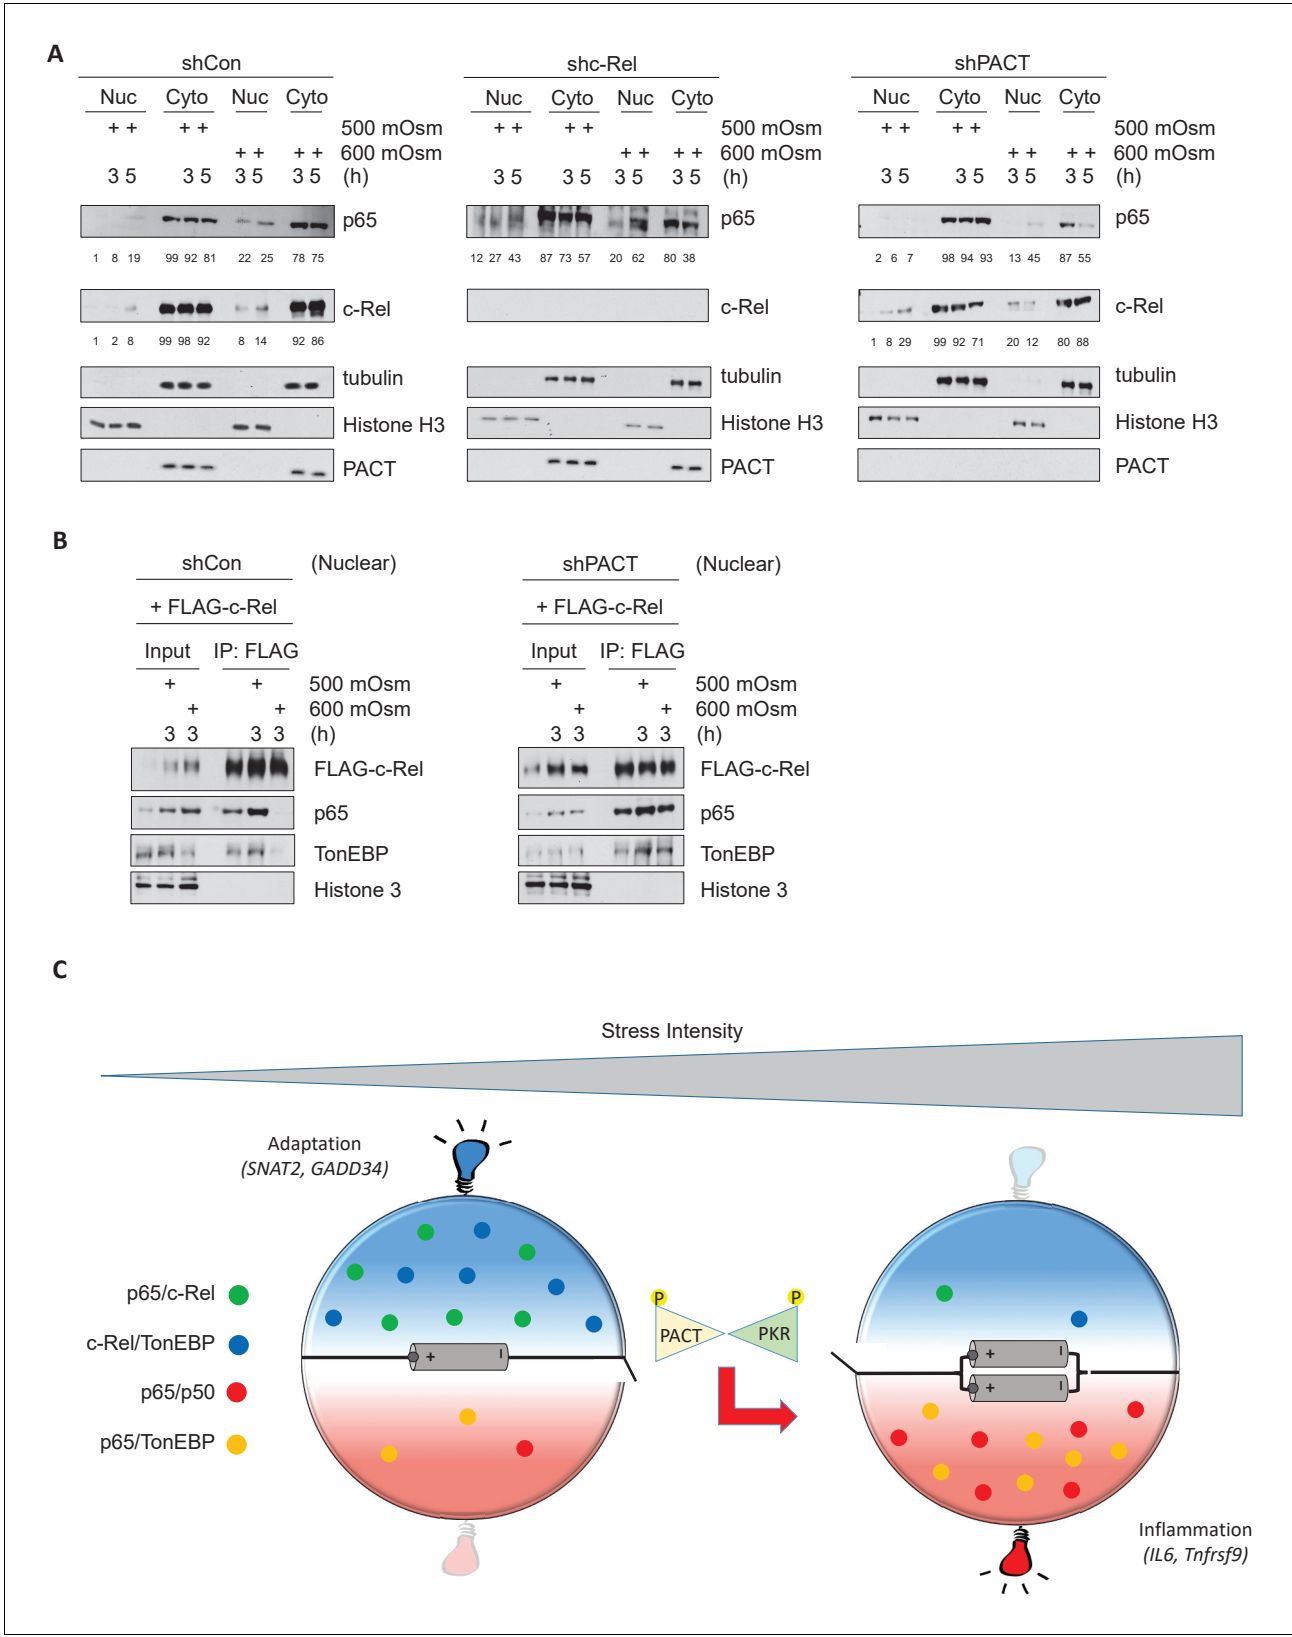 A
shCon shc-Rel shPACT
Nuc Cyto Nuc Cyto Nuc Cyto Nuc Cyto Nuc Cyto Nuc Cyto
+ + + + 500 mOsm + + + + 500 mOsm + + + + 500 mOsm
+ + + + 600 mOsm + + + + 600 mOsm + + + + 600 mOsm
3 5 3 5 3 5 3 5 (h) 3 5 3 5 3 5 3 5 (h) 3 5 3 5 3 5 3 5 (h)
p65 p65 p65
1 8 19 99 92 81 22 25 78 75 12 27 43 87 73 57 20 62 80 38 2 6 7 98 94 93 13 45 87 55
c-Rel c-Rel c-Rel
1 2 8 99 98 92 8 14 92 86 1 8 29 99 92 71 20 12 80 88
tubulin tubulin tubulin
Histone H3 Histone H3 Histone H3
PACT PACT PACT
B
shCon (Nuclear) shPACT (Nuclear)
+ FLAG-c-Rel + FLAG-c-Rel
Input IP: FLAG Input IP: FLAG
+ + 500 mOsm + + 500 mOsm
+ + 600 mOsm + + 600 mOsm
3 3 3 3 (h) 3 3 3 3 (h)
FLAG-c-Rel FLAG-c-Rel
p65 p65
TonEBP TonEBP
Histone 3 Histone 3
C
Stress Intensity
Adaptation
(SNAT2, GADD34)
p65/c-Rel
c-Rel/TonEBP
p65/p50
p65/TonEBP
+ I
P P
PACT PKR
+ I
+ I
Inflammation
(IL6, Tnfrsf9)